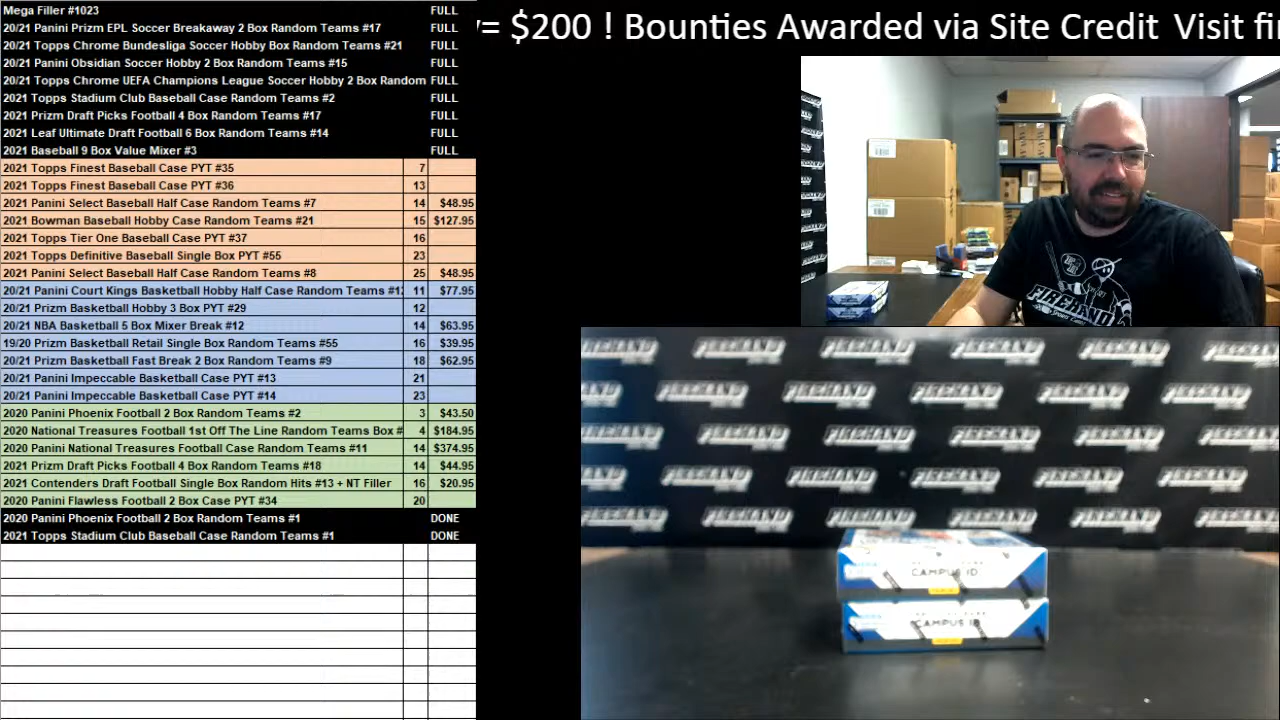 Mega Filler #1023 FULL
20/21 Panini Prizm EPL Soccer Breakaway 2 Box Random Teams #17 FULL
20/21 Topps Chrome Bundesliga Soccer Hobby Box Random Teams #21 FULL
20/21 Panini Obsidian Soccer Hobby 2 Box Random Teams #15 FULL
20/21 Topps Chrome UEFA Champions League Soccer Hobby 2 Box Random FULL
2021 Topps Stadium Club Baseball Case Random Teams #2 FULL
2021 Prizm Draft Picks Football 4 Box Random Teams #17 FULL
2021 Leaf Ultimate Draft Football 6 Box Random Teams #14 FULL
2021 Baseball 9 Box Value Mixer #3 FULL
2021 Topps Finest Baseball Case PYT #35 7
2021 Topps Finest Baseball Case PYT #36 13
2021 Panini Select Baseball Half Case Random Teams #7 14 $48.95
2021 Bowman Baseball Hobby Case Random Teams #21 15 $127.95
2021 Topps Tier One Baseball Case PYT #37 16
2021 Topps Definitive Baseball Single Box PYT #55 23
2021 Panini Select Baseball Half Case Random Teams #8 25 $48.95
20/21 Panini Court Kings Basketball Hobby Half Case Random Teams 11 $77.95
20/21 Prizm Basketball Hobby 3 Box PYT #29 12
20/21 NBA Basketball 5 Box Mixer Break #12 14 $63.95
19/20 Prizm Basketball Retail Single Box Random Teams #55 16 $39.95
20/21 Prizm Basketball Fast Break 2 Box Random Teams #9 18 $62.95
20/21 Panini Impeccable Basketball Case PYT #13 21
20/21 Panini Impeccable Basketball Case PYT #14 23
2020 Panini Phoenix Football 2 Box Random Teams #2 3 $43.50
2020 National Treasures Football 1st Off The Line Random Teams Box # 4 $184.95
2020 Panini National Treasures Football Case Random Teams #11 14 $374.95
2021 Prizm Draft Picks Football 4 Box Random Teams #18 14 $44.95
2021 Contenders Draft Football Single Box Random Hits #13 + NT Filler 16 $20.95
2020 Panini Flawless Football 2 Box Case PYT #34 20
2020 Panini Phoenix Football 2 Box Random Teams #1 DONE
2021 Topps Stadium Club Baseball Case Random Teams #1 DONE
= $200 ! Bounties Awarded via Site Credit Visit fi
FIREHAND
FIREHAND
CAMPUS ID
CAMPUS ID